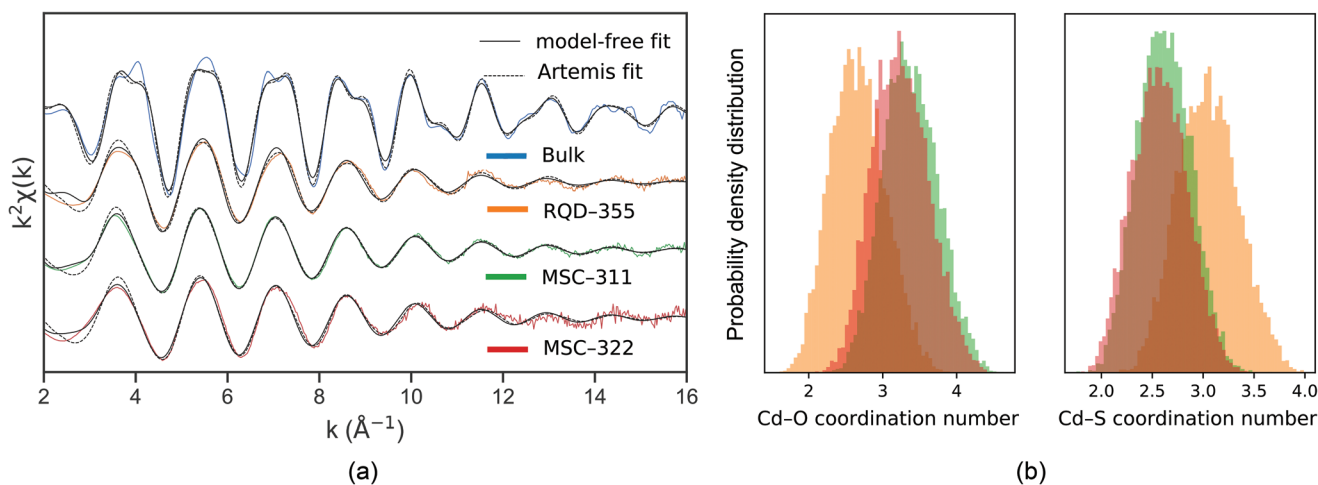 k²χ(k)
model-free fit
Artemis fit
Bulk
RQD–355
MSC–311
MSC–322
2 4 6 8 10 12 14 16
k (Å⁻¹)
(a)
Probability density distribution
2 3 4
Cd–O coordination number
2.0 2.5 3.0 3.5 4.0
Cd–S coordination number
(b)